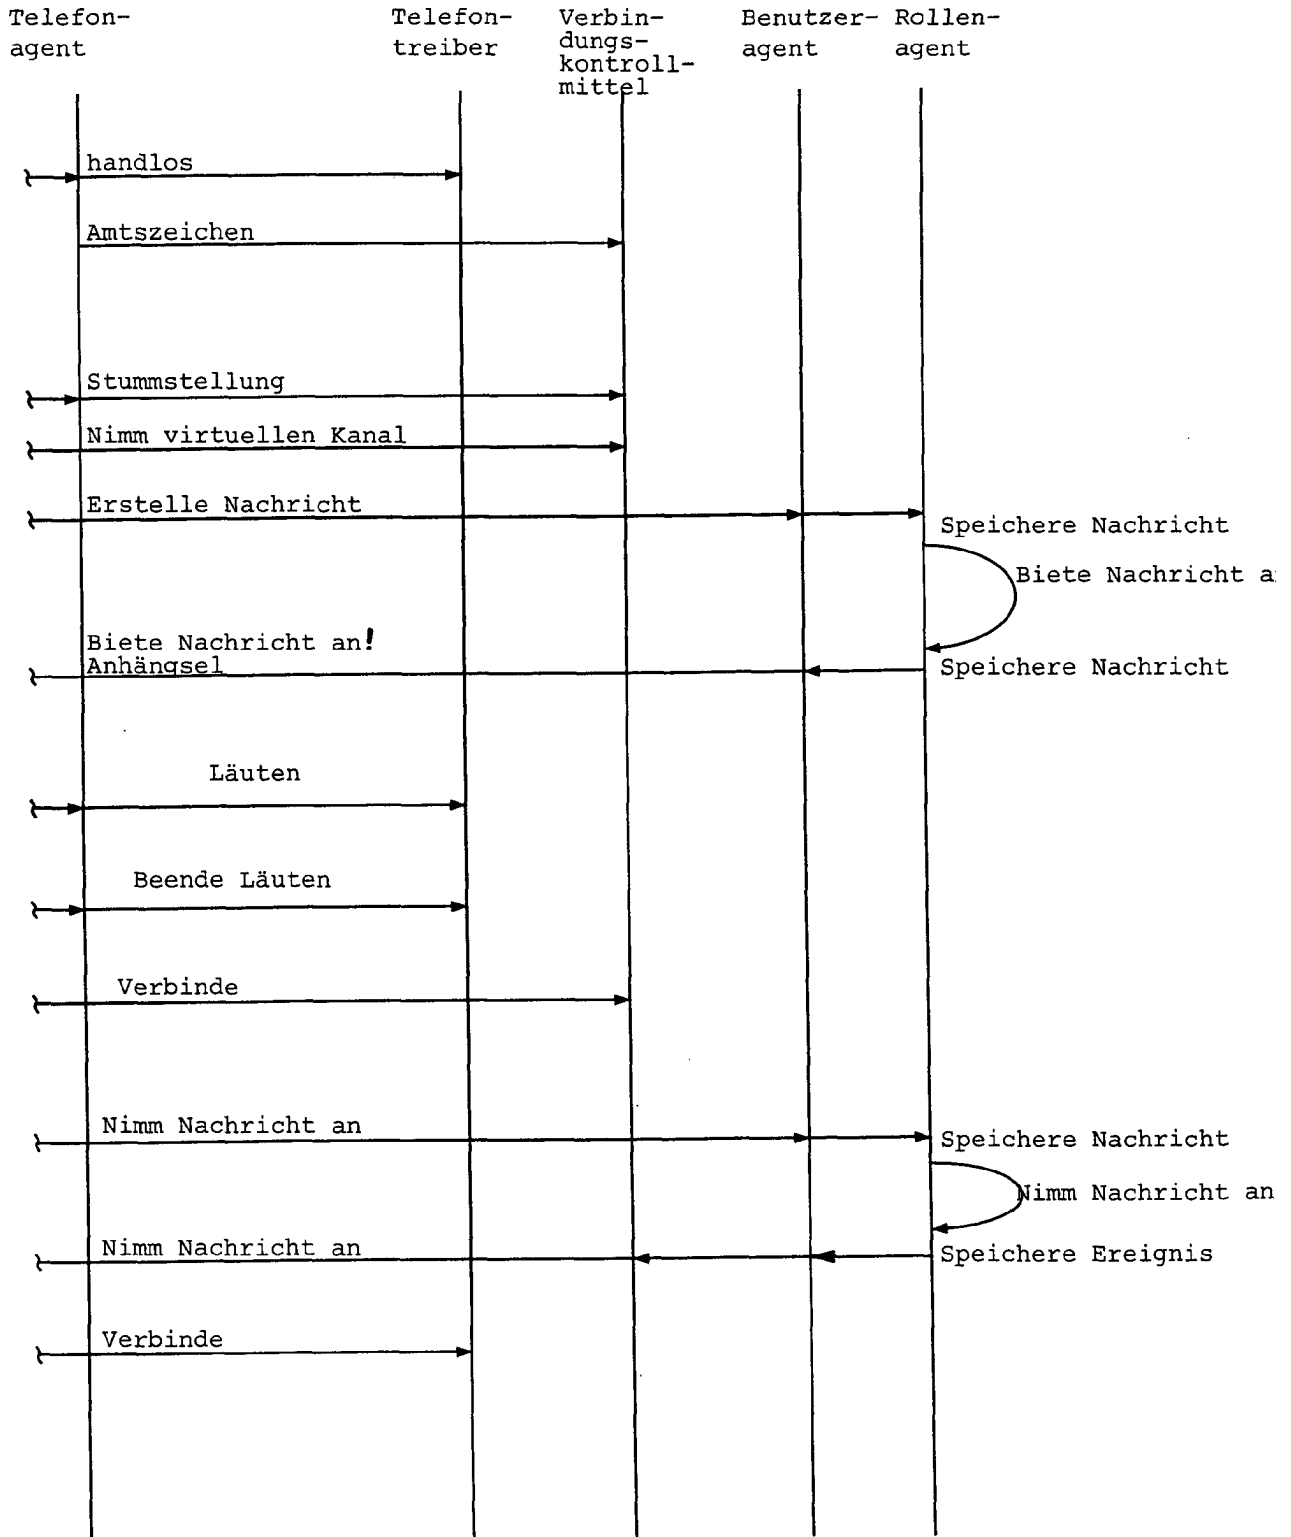 Telefon-
agent
Telefon-
treiber
Verbin-
dungs-
kontroll-
mittel
Benutzer-
agent
Rollen-
agent
handlos
Amtszeichen
Stummstellung
Nimm virtuellen Kanal
Erstelle Nachricht
Speichere Nachricht
Biete Nachricht a
Biete Nachricht an!
Anhängsel
Speichere Nachricht
Läuten
Beende Läuten
Verbinde
Nimm Nachricht an
Speichere Nachricht
Nimm Nachricht an
Nimm Nachricht an
Speichere Ereignis
Verbinde